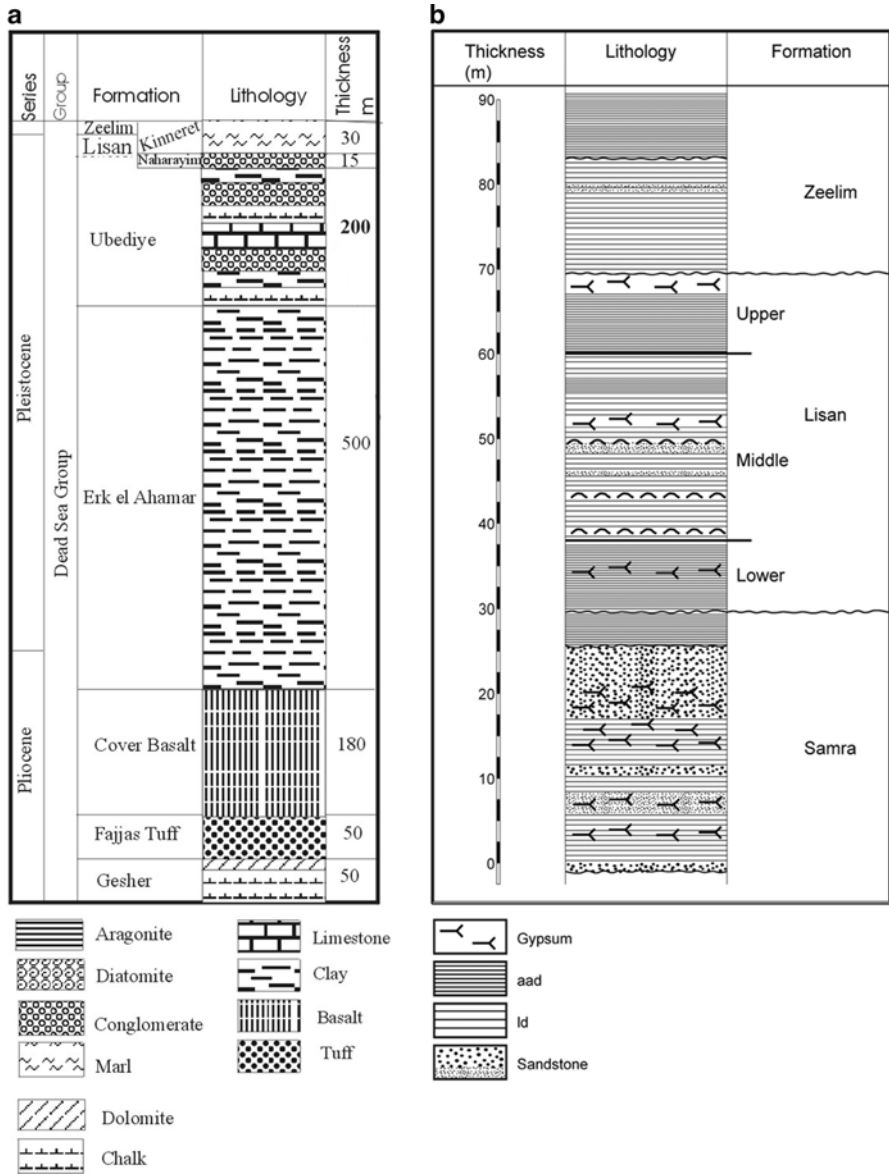 a
Series
Group
Formation
Lithology
Thickness
m
Zeelim
Lisan
Kinneret
30
Naharayim
15
Ubediye
200
Pleistocene
Dead Sea Group
Erk el Ahamar
500
Pliocene
Cover Basalt
180
Fajjas Tuff
50
Gesher
50
Aragonite
Diatomite
Conglomerate
Marl
Dolomite
Chalk
Limestone
Clay
Basalt
Tuff
b
Thickness
(m)
Lithology
Formation
90
80
Zeelim
70
Upper
60
Lisan
50
Middle
40
Lower
30
20
Samra
10
0
Gypsum
aad
ld
Sandstone